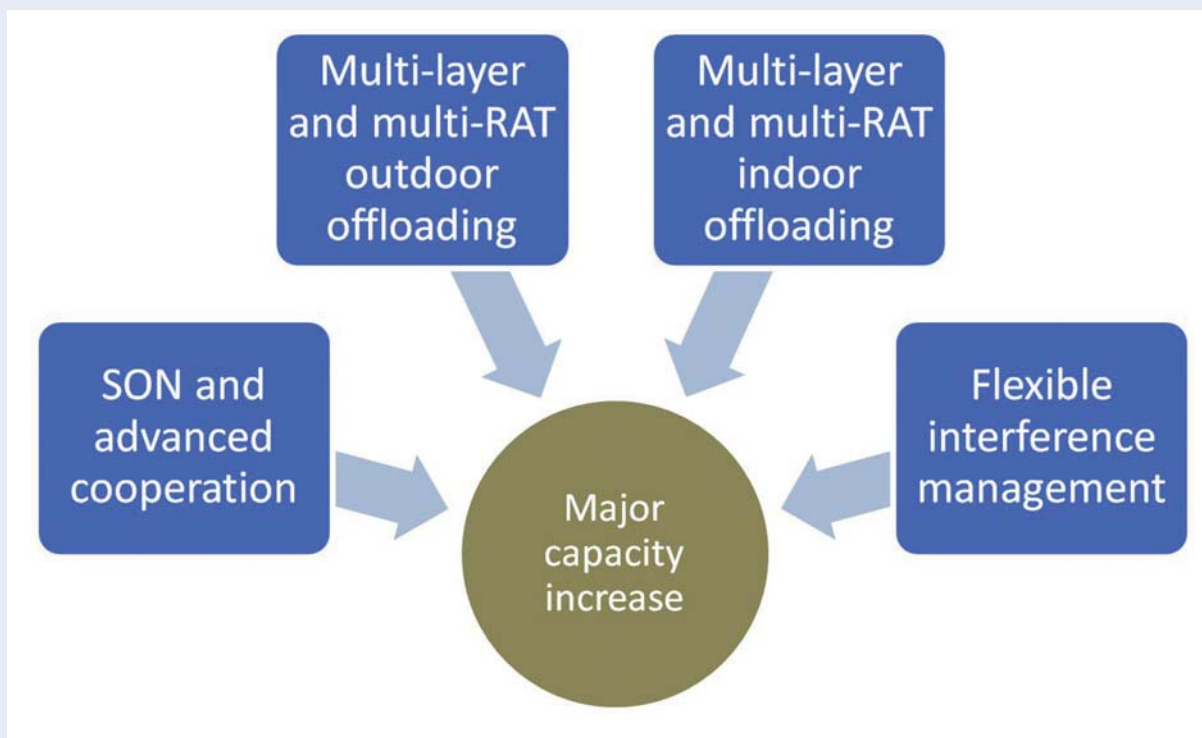 Multi-layer
and multi-RAT
outdoor
offloading
Multi-layer
and multi-RAT
indoor
offloading
SON and
advanced
cooperation
Flexible
interference
management
Major
capacity
increase